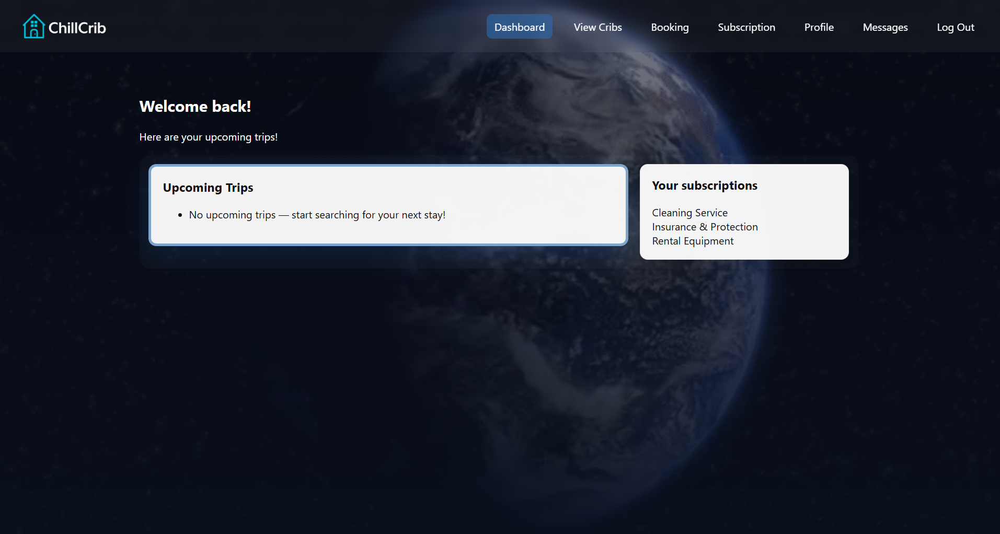 ChillCrib
Dashboard
View Cribs
Booking
Subscription
Profile
Messages
Log Out
Welcome back!
Here are your upcoming trips!
Upcoming Trips
• No upcoming trips — start searching for your next stay!
Your subscriptions
Cleaning Service
Insurance & Protection
Rental Equipment